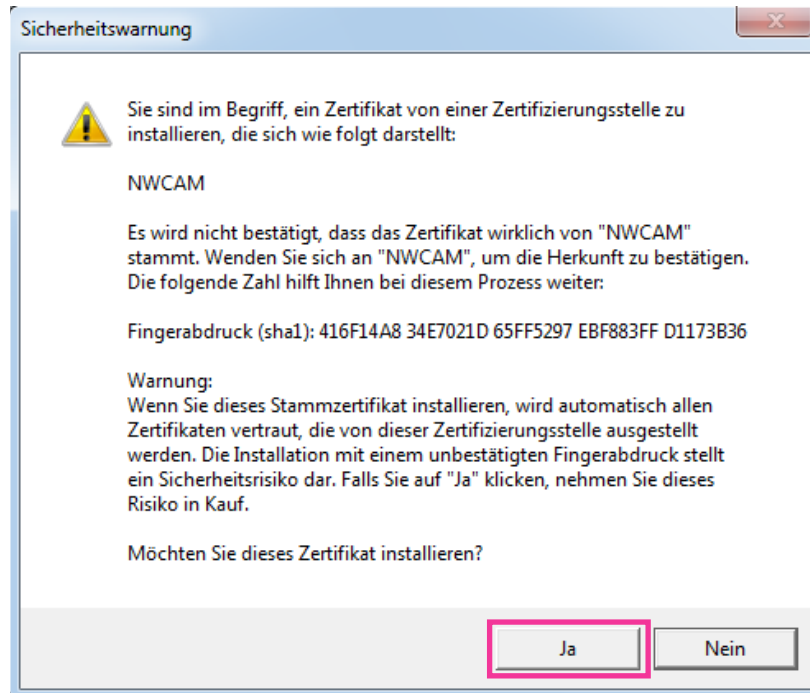 Sicherheitswarnung
Sie sind im Begriff, ein Zertifikat von einer Zertifizierungsstelle zu
installieren, die sich wie folgt darstellt:
NWCAM
Es wird nicht bestätigt, dass das Zertifikat wirklich von "NWCAM"
stammt. Wenden Sie sich an "NWCAM", um die Herkunft zu bestätigen.
Die folgende Zahl hilft Ihnen bei diesem Prozess weiter:
Fingerabdruck (sha1): 416F14A8 34E7021D 65FF5297 EBF883FF D1173B36
Warnung:
Wenn Sie dieses Stammzertifikat installieren, wird automatisch allen
Zertifikaten vertraut, die von dieser Zertifizierungsstelle ausgestellt
werden. Die Installation mit einem unbestätigten Fingerabdruck stellt
ein Sicherheitsrisiko dar. Falls Sie auf "Ja" klicken, nehmen Sie dieses
Risiko in Kauf.
Möchten Sie dieses Zertifikat installieren?
Ja
Nein